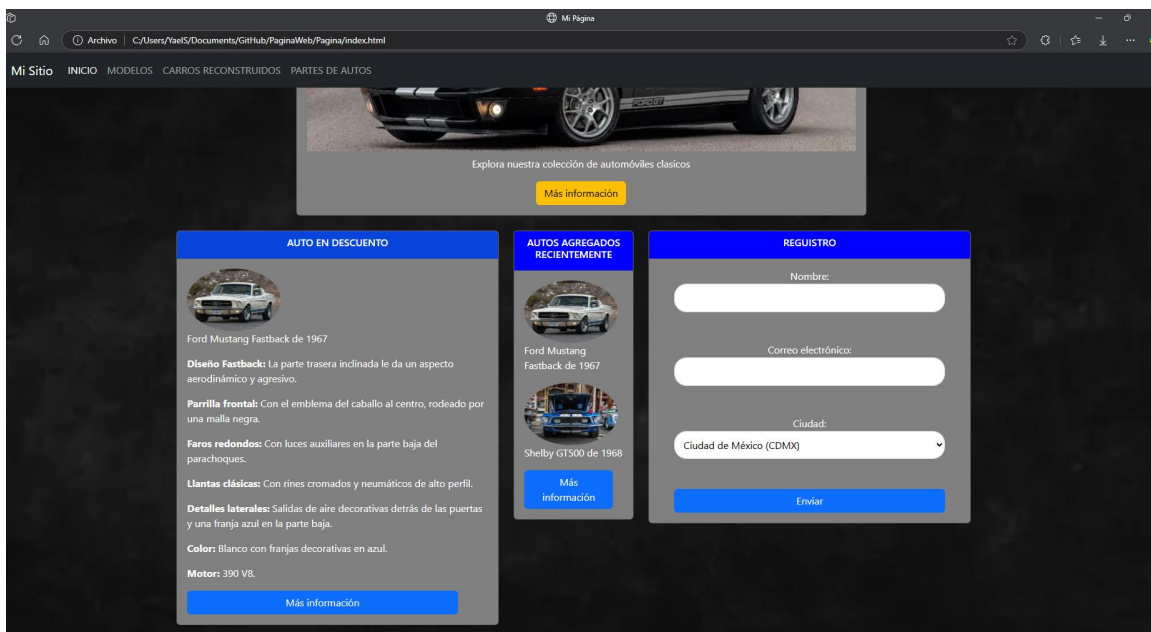 Mi Página
Archivo | C:/Users/YaelS/Documents/GitHub/PaginaWeb/Pagina/index.html
Mi Sitio INICIO MODELOS CARROS RECONSTRUIDOS PARTES DE AUTOS
FORD GT
Explora nuestra colección de automóviles clasicos
Más información
AUTO EN DESCUENTO
Ford Mustang Fastback de 1967
Diseño Fastback: La parte trasera inclinada le da un aspecto
aerodinámico y agresivo.
Parrilla frontal: Con el emblema del caballo al centro, rodeado por
una malla negra.
Faros redondos: Con luces auxiliares en la parte baja del
parachoques.
Llantas clásicas: Con rines cromados y neumáticos de alto perfil.
Detalles laterales: Salidas de aire decorativas detrás de las puertas
y una franja azul en la parte baja.
Color: Blanco con franjas decorativas en azul.
Motor: 390 V8.
Más información
AUTOS AGREGADOS
RECIENTEMENTE
Ford Mustang
Fastback de 1967
Shelby GT500 de 1968
Más
información
REGUISTRO
Nombre:
Correo electrónico:
Ciudad:
Ciudad de México (CDMX)
Enviar